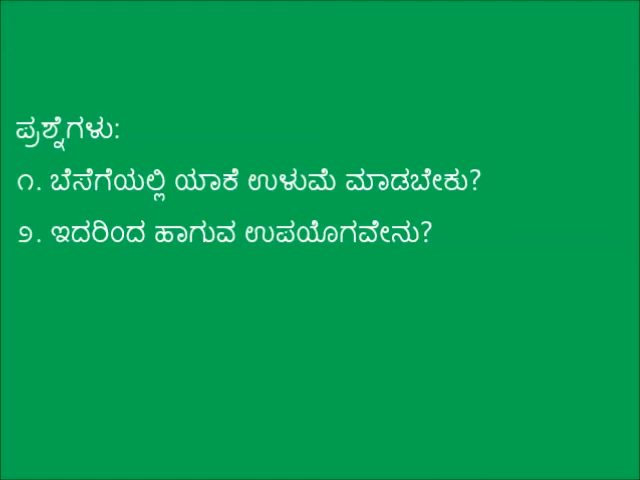 ಪ್ರಶ್ನೆಗಳು:
೧. ಬೆಸೆಗೆಯಲ್ಲಿ ಯಾಕೆ ಉಳುಮೆ ಮಾಡಬೇಕು?
೨. ಇದರಿಂದ ಹಾಗುವ ಉಪಯೊಗವೇನು?